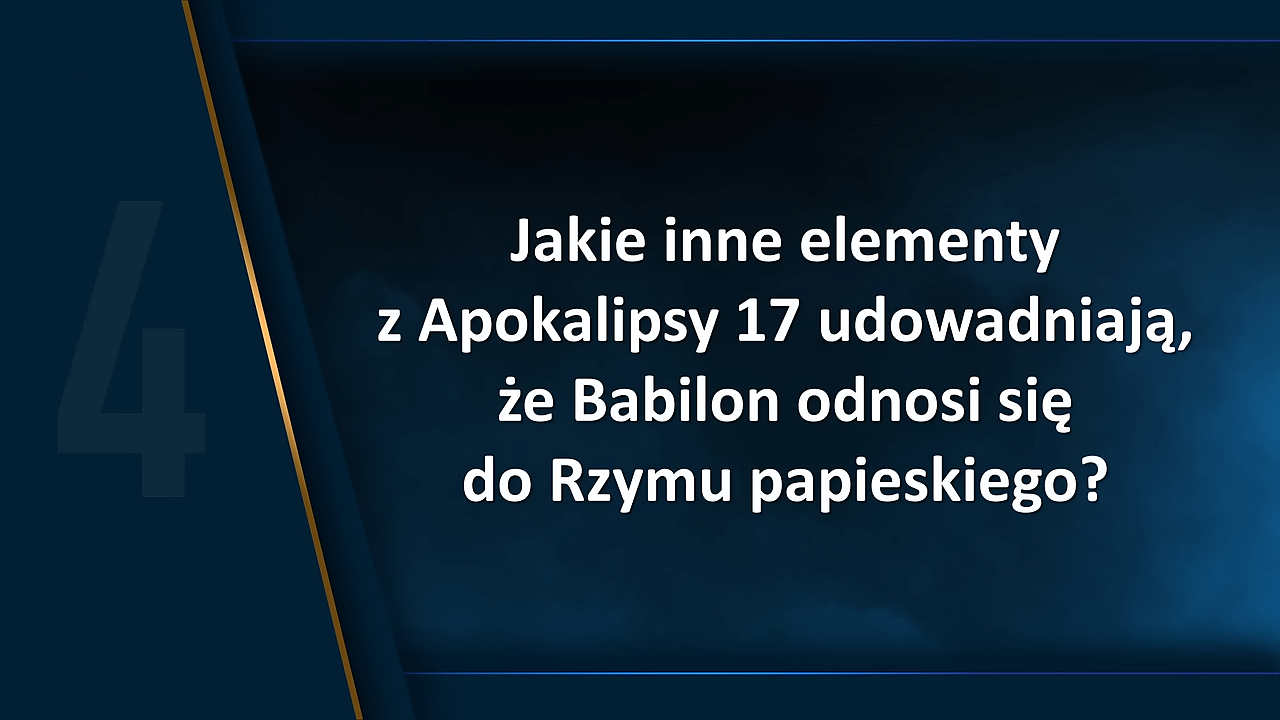 4
Jakie inne elementy
z Apokalipsy 17 udowadniają,
że Babilon odnosi się
do Rzymu papieskiego?